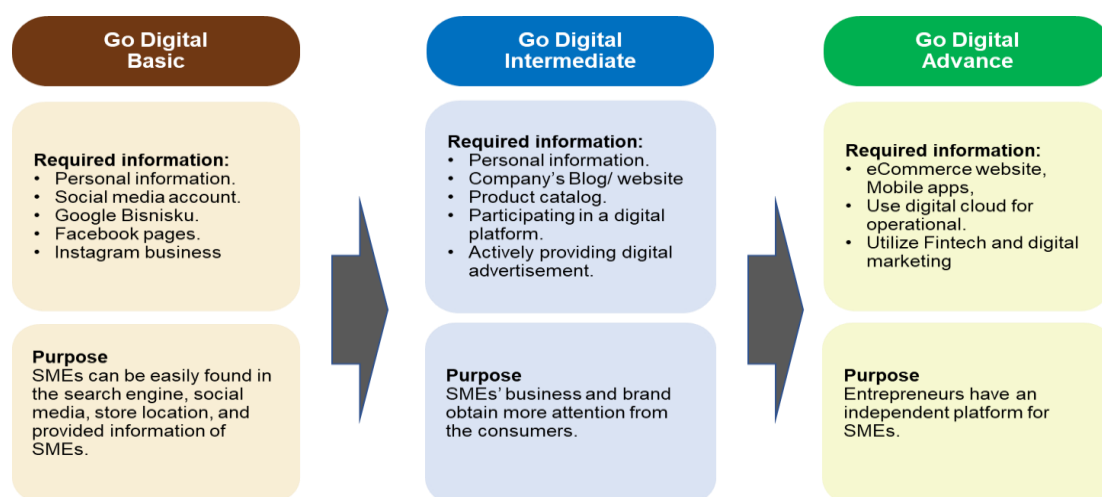 Go Digital
Basic
Required information:
• Personal information.
• Social media account.
• Google Bisnisku.
• Facebook pages.
• Instagram business
Purpose
SMEs can be easily found in
the search engine, social
media, store location, and
provided information of
SMEs.
Go Digital
Intermediate
Required information:
• Personal information.
• Company's Blog/ website
• Product catalog.
• Participating in a digital
platform.
• Actively providing digital
advertisement.
Purpose
SMEs' business and brand
obtain more attention from
the consumers.
Go Digital
Advance
Required information:
• eCommerce website,
Mobile apps,
• Use digital cloud for
operational.
• Utilize Fintech and digital
marketing
Purpose
Entrepreneurs have an
independent platform for
SMEs.